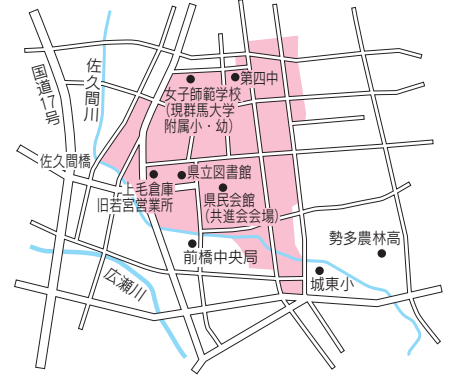 国道17号
佐久間川
第四中
女子師範学校
（現群馬大学
附属小・幼）
佐久間橋
県立図書館
上毛倉庫
旧若宮営業所
県民会館
（共進会会場）
勢多農林高
前橋中央局
広瀬川
城東小